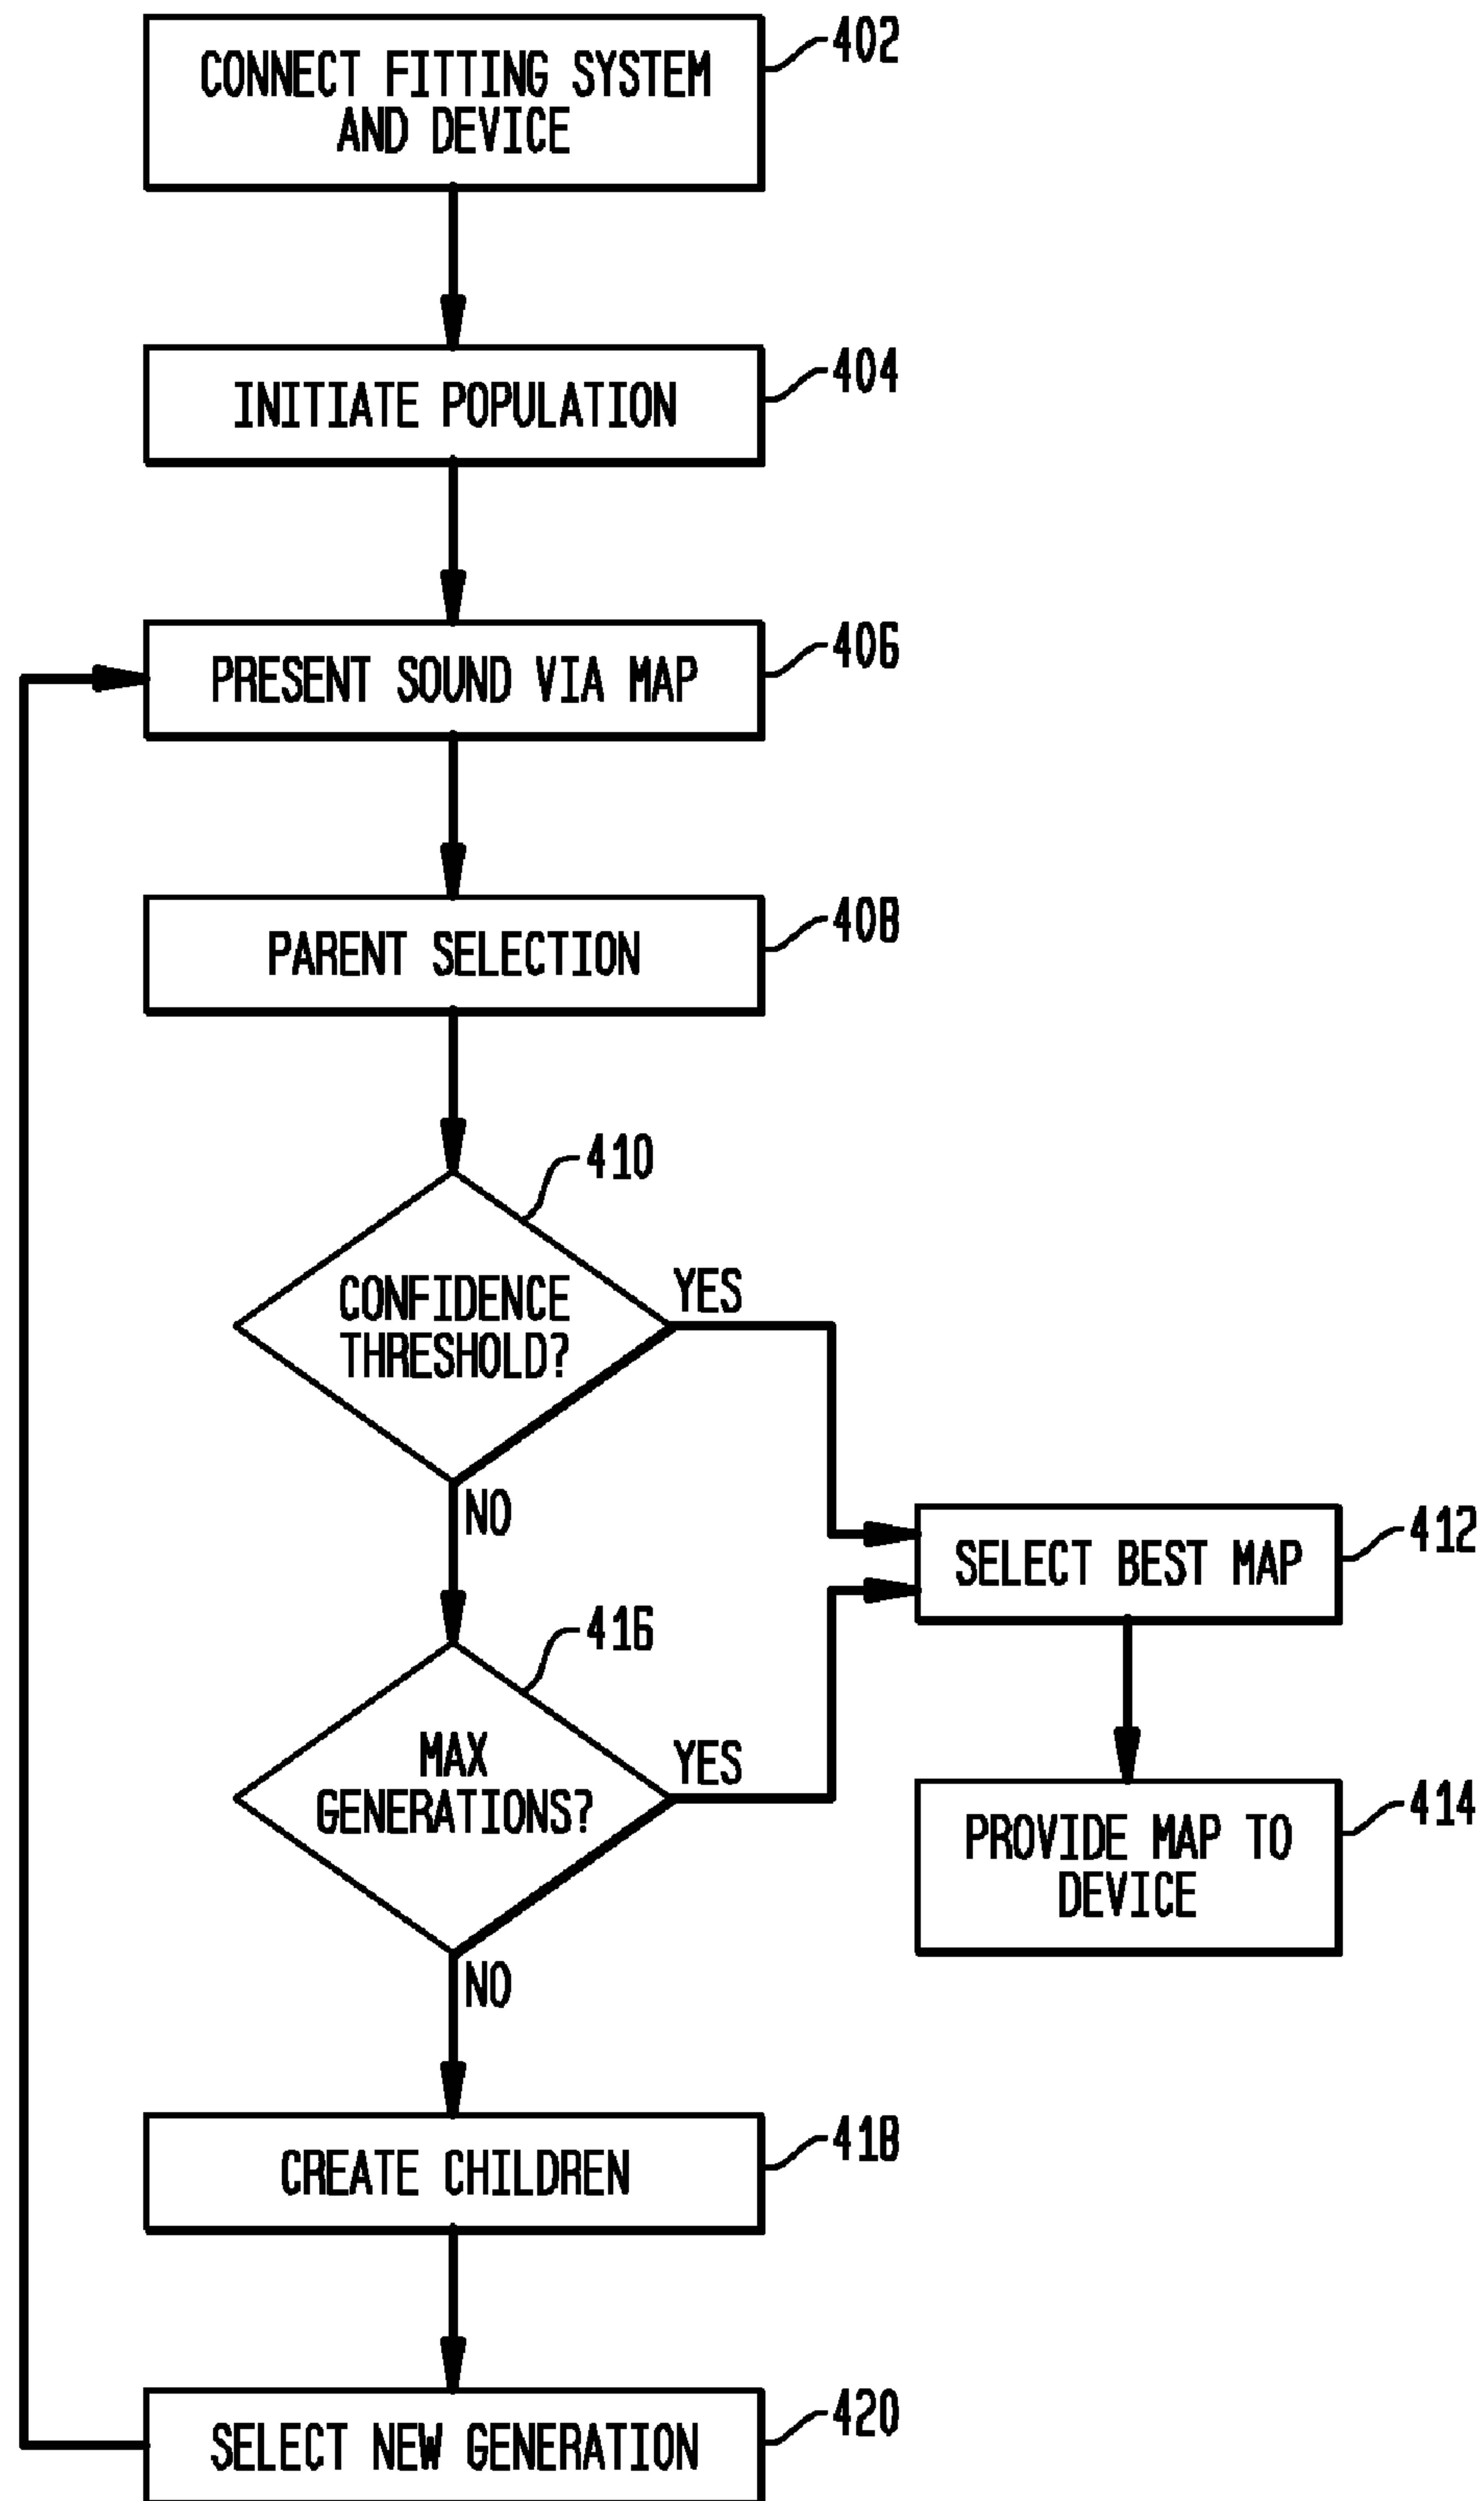 CONNECT FITTING SYSTEM
AND DEVICE
402
INITIATE POPULATION
404
PRESENT SOUND VIA MAP
406
PARENT SELECTION
408
410
CONFIDENCE
THRESHOLD?
YES
NO
SELECT BEST MAP
412
416
MAX
GENERATIONS?
YES
NO
PROVIDE MAP TO
DEVICE
414
CREATE CHILDREN
418
SELECT NEW GENERATION
420